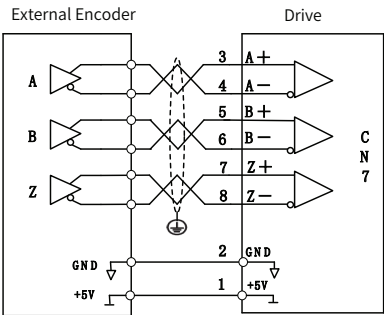 External Encoder Drive
3 A+
A
4 A-
5 B+
B
6 B-
C
N
7
7 Z+
Z
8 Z-
2 GND
GND
1 +5V
+5V